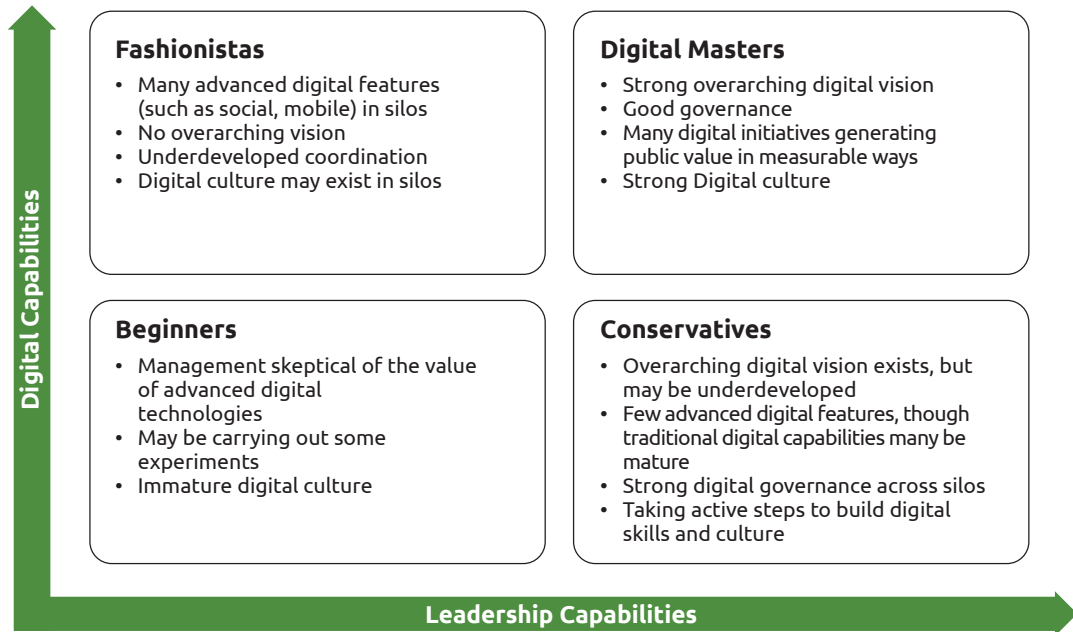 Digital Capabilities
Fashionistas
• Many advanced digital features
(such as social, mobile) in silos
• No overarching vision
• Underdeveloped coordination
• Digital culture may exist in silos
Digital Masters
• Strong overarching digital vision
• Good governance
• Many digital initiatives generating
public value in measurable ways
• Strong Digital culture
Beginners
• Management skeptical of the value
of advanced digital
technologies
• May be carrying out some
experiments
• Immature digital culture
Conservatives
• Overarching digital vision exists, but
may be underdeveloped
• Few advanced digital features, though
traditional digital capabilities many be
mature
• Strong digital governance across silos
• Taking active steps to build digital
skills and culture
Leadership Capabilities